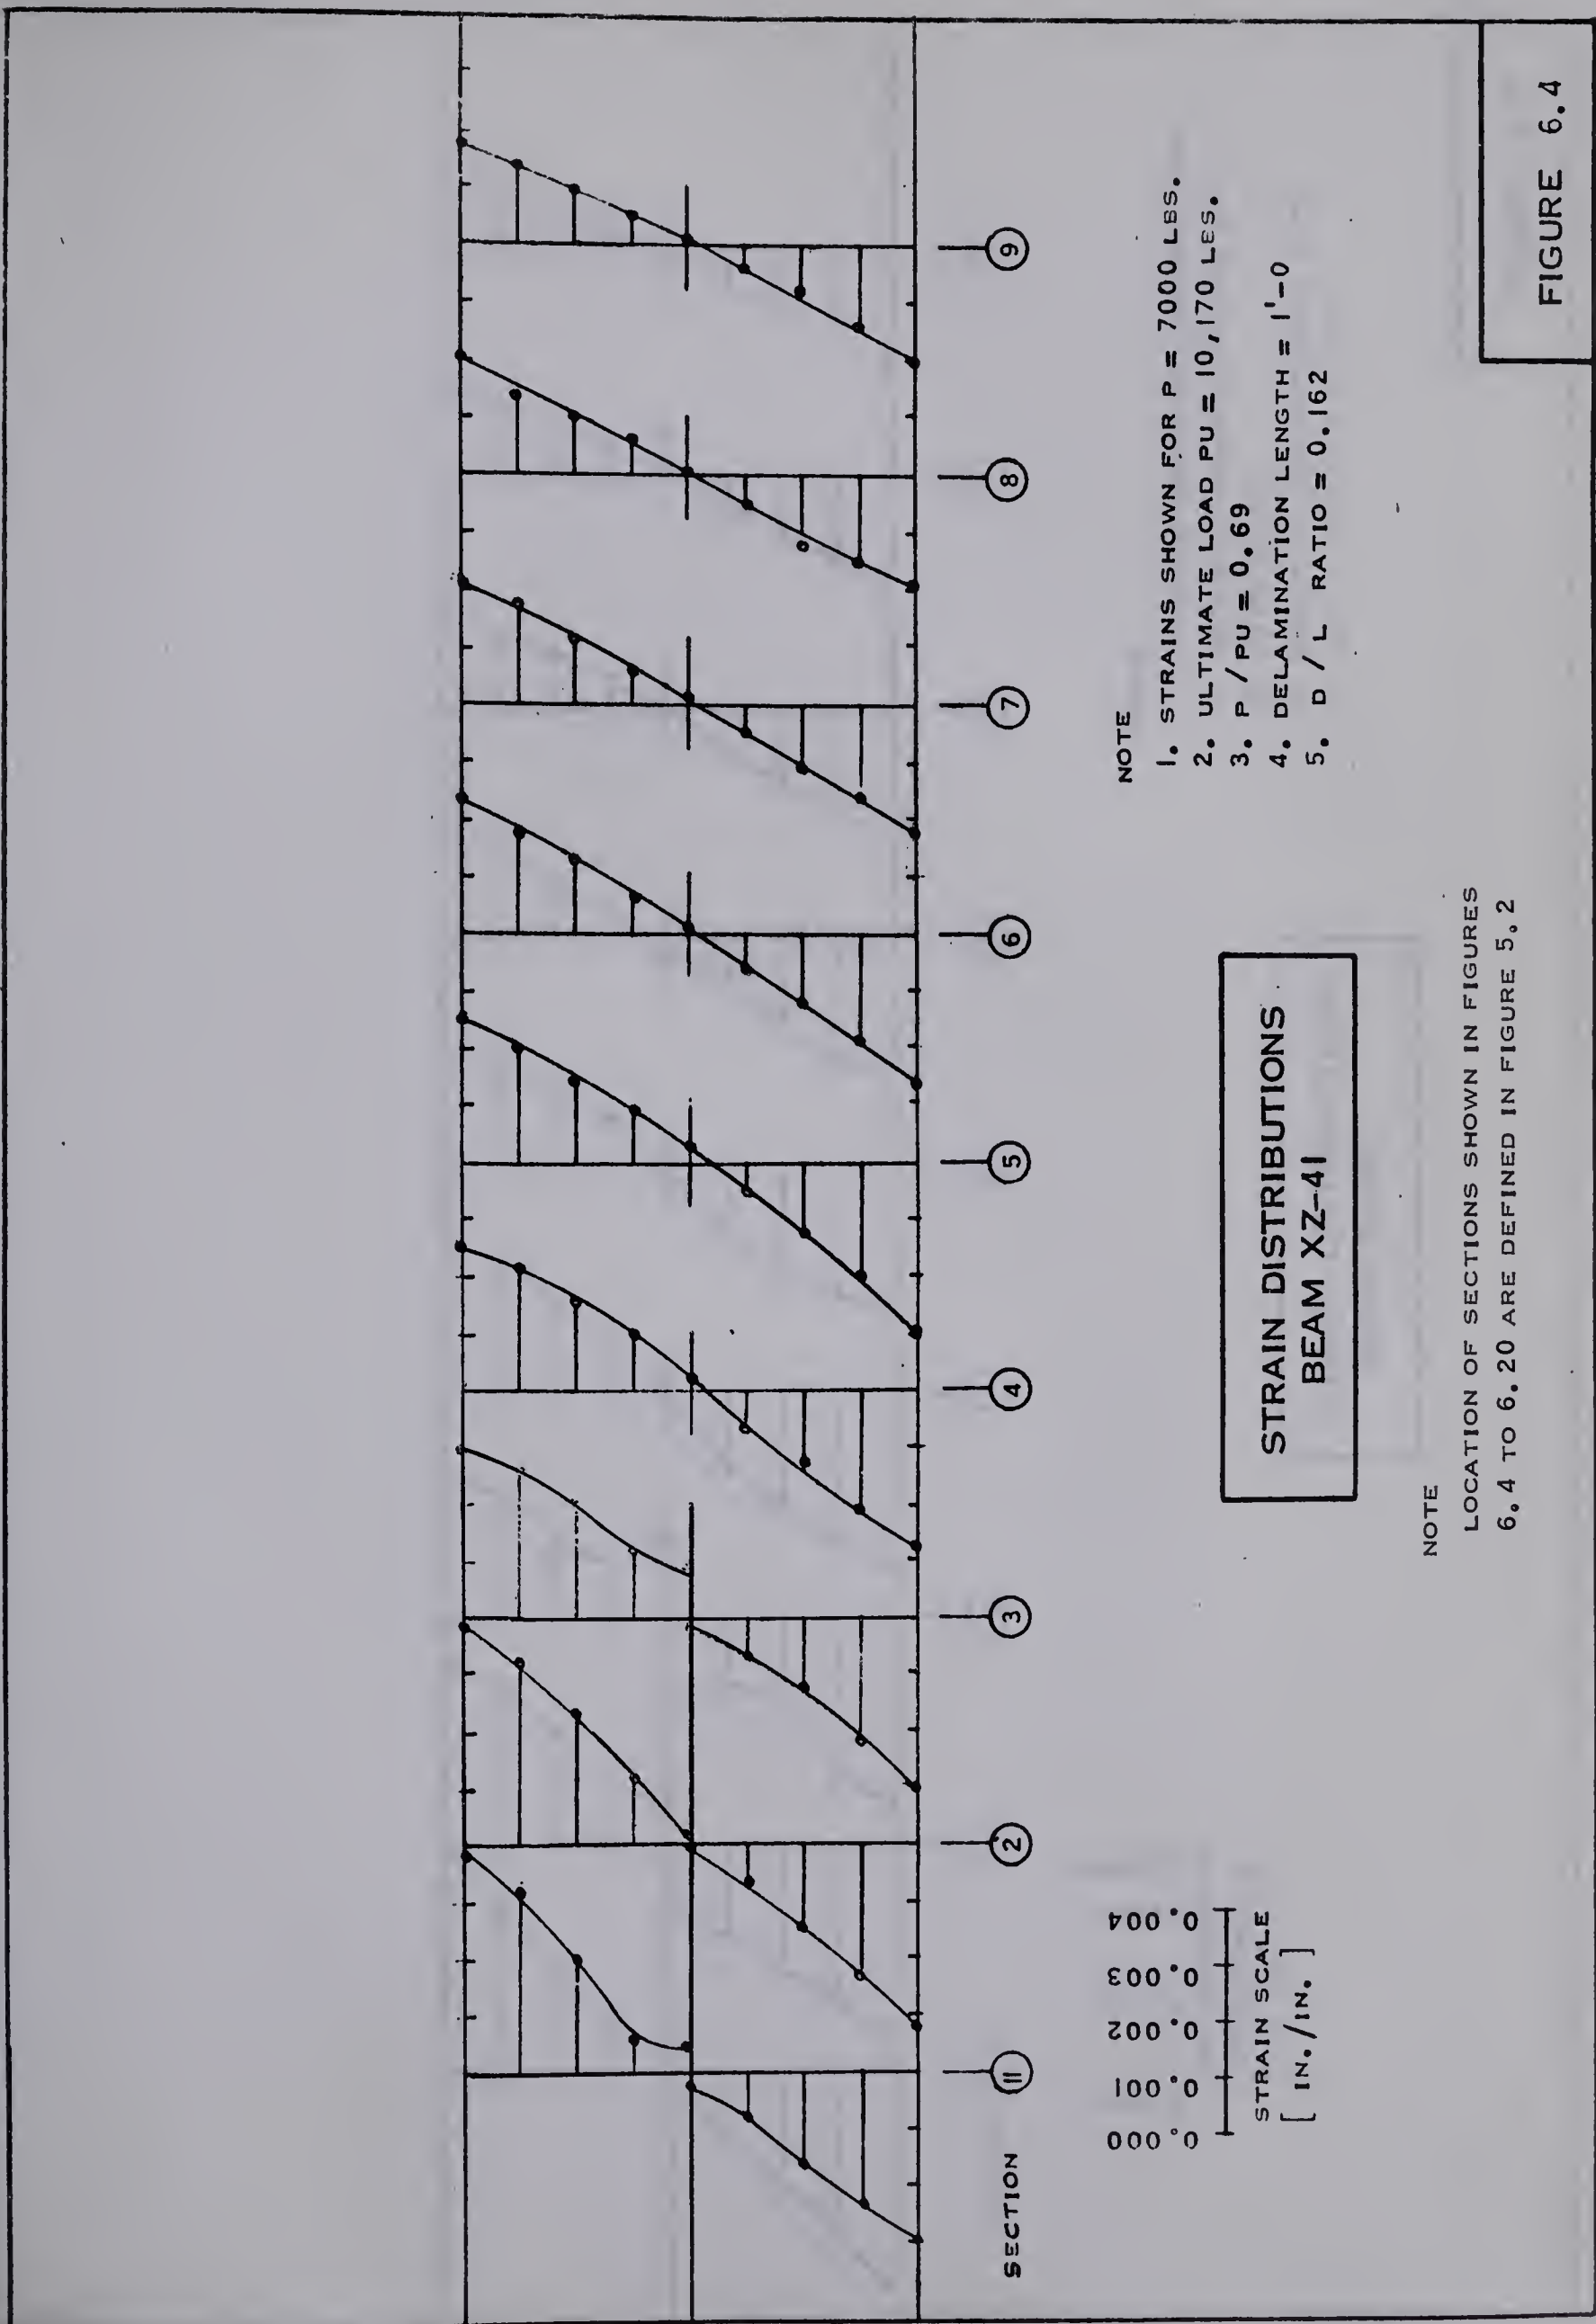 SECTION
11
2
3
4
5
6
7
8
9
0.000 0.001 0.002 0.003 0.004
STRAIN SCALE
[ IN./IN. ]
STRAIN DISTRIBUTIONS
BEAM XZ-41
NOTE
1. STRAINS SHOWN FOR P = 7000 LBS.
2. ULTIMATE LOAD PU = 10,170 LBS.
3. P / PU = 0.69
4. DELAMINATION LENGTH = 1'-0
5. D / L RATIO = 0.162
NOTE
LOCATION OF SECTIONS SHOWN IN FIGURES
6.4 TO 6.20 ARE DEFINED IN FIGURE 5.2
FIGURE 6.4